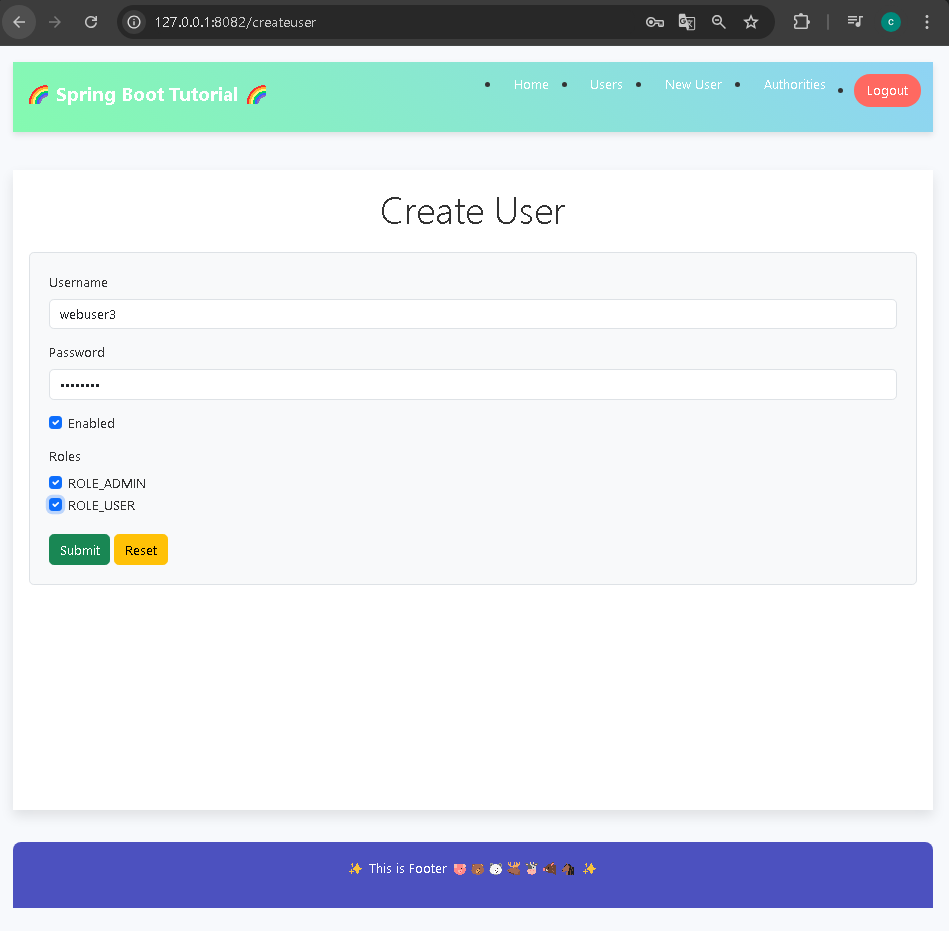 127.0.0.1:8082/createuser
C
🌈 Spring Boot Tutorial 🌈
• Home • Users • New User • Authorities • Logout
Create User
Username
webuser3
Password
••••••••
Enabled
Roles
ROLE_ADMIN
ROLE_USER
Submit Reset
✨ This is Footer 🐷🐻🐻‍❄️🫎🦌🐗🦣 ✨